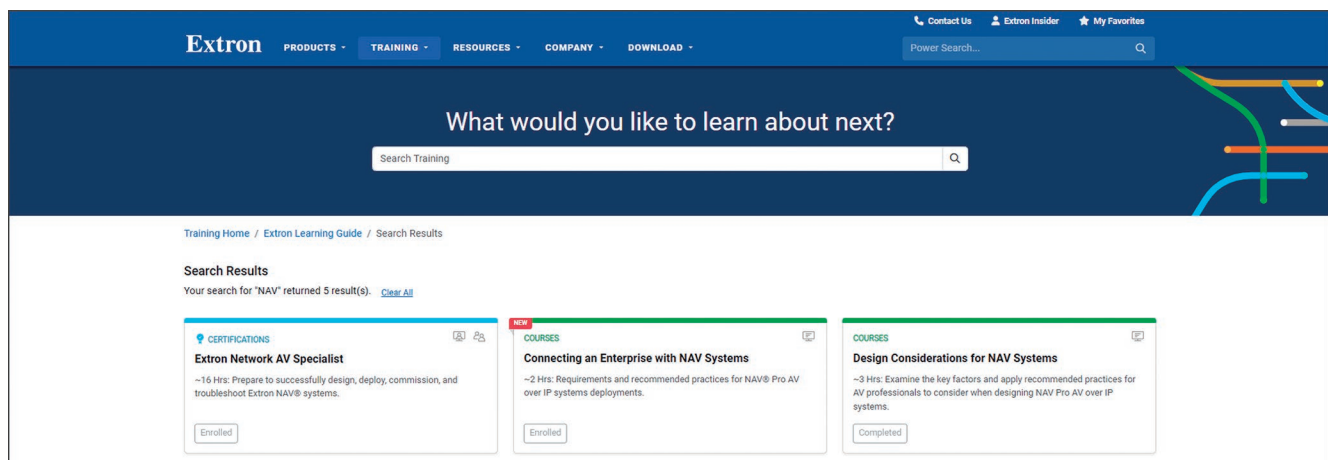 Contact Us Extron Insider My Favorites
Extron PRODUCTS TRAINING RESOURCES COMPANY DOWNLOAD Power Search...
What would you like to learn about next?
Search Training
Training Home / Extron Learning Guide / Search Results
Search Results
Your search for "NAV" returned 5 result(s). Clear All
CERTIFICATIONS
Extron Network AV Specialist
~16 Hrs: Prepare to successfully design, deploy, commission, and
troubleshoot Extron NAV® systems.
Enrolled
NEW
COURSES
Connecting an Enterprise with NAV Systems
~2 Hrs: Requirements and recommended practices for NAV® Pro AV
over IP systems deployments.
Enrolled
COURSES
Design Considerations for NAV Systems
~3 Hrs: Examine the key factors and apply recommended practices for
AV professionals to consider when designing NAV Pro AV over IP
systems.
Completed